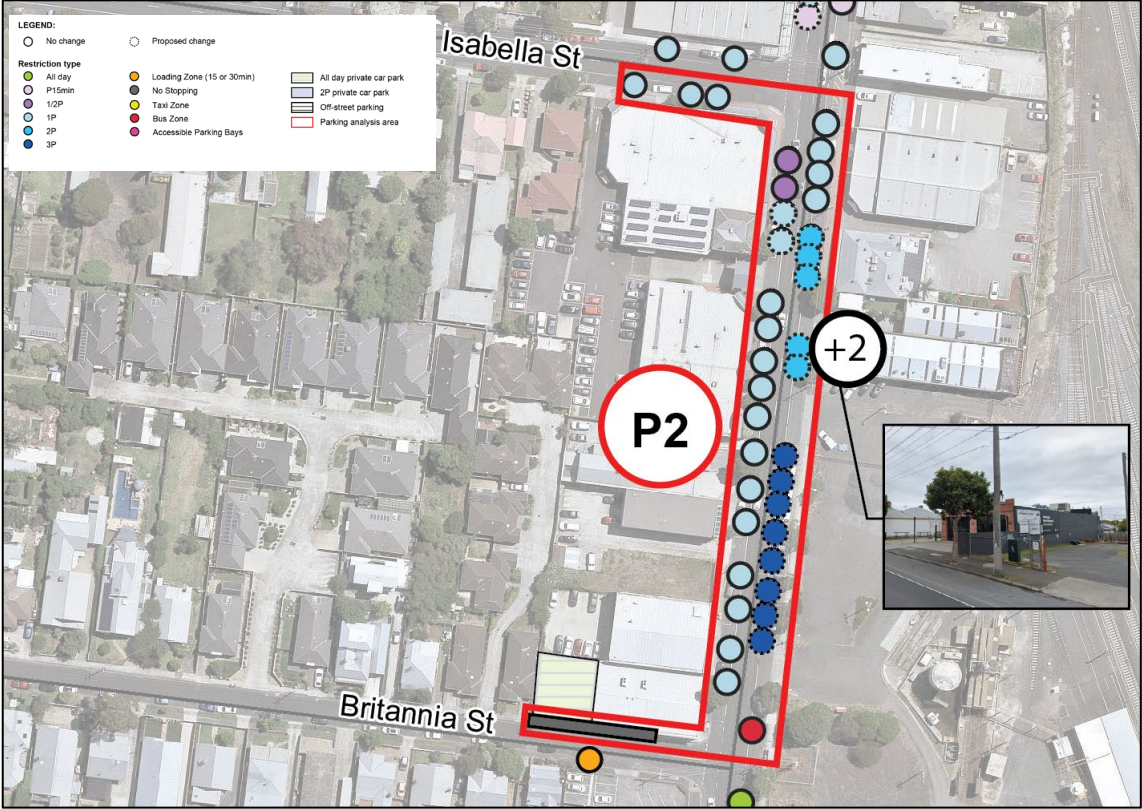 LEGEND:
No change
Proposed change
Restriction type
All day
P15min
1/2P
1P
2P
3P
Loading Zone (15 or 30min)
No Stopping
Taxi Zone
Bus Zone
Accessible Parking Bays
All day private car park
2P private car park
Off-street parking
Parking analysis area
Isabella St
+2
P2
Britannia St